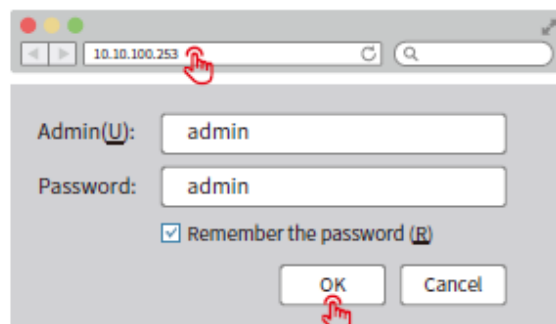 10.10.100.253
Admin(U): admin
Password: admin
Remember the password (R)
OK Cancel